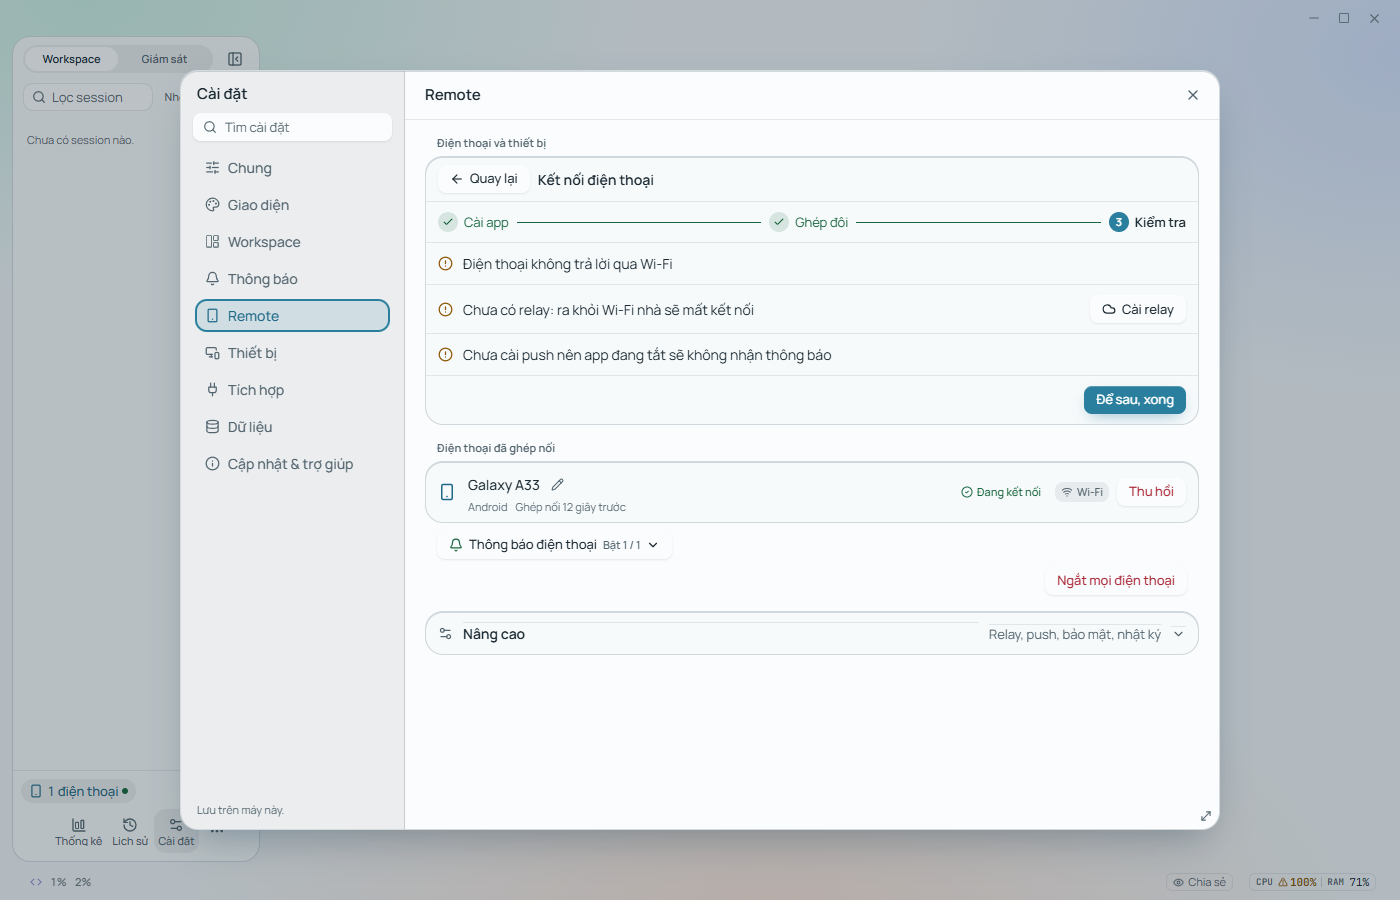 Workspace
Giám sát
Lọc session
Chưa có session nào.
1 điện thoại
Thống kê
Lịch sử
Cài đặt
1%
2%
Cài đặt
Tìm cài đặt
Chung
Giao diện
Workspace
Thông báo
Remote
Thiết bị
Tích hợp
Dữ liệu
Cập nhật & trợ giúp
Lưu trên máy này.
Remote
Điện thoại và thiết bị
Quay lại
Kết nối điện thoại
Cài app
Ghép đôi
3 Kiểm tra
Điện thoại không trả lời qua Wi-Fi
Chưa có relay: ra khỏi Wi-Fi nhà sẽ mất kết nối
Cài relay
Chưa cài push nên app đang tắt sẽ không nhận thông báo
Để sau, xong
Điện thoại đã ghép nối
Galaxy A33
Android Ghép nối 12 giây trước
Đang kết nối
Wi-Fi
Thu hồi
Thông báo điện thoại Bật 1 / 1
Ngắt mọi điện thoại
Nâng cao
Relay, push, bảo mật, nhật ký
Chia sẻ
CPU 100% RAM 71%